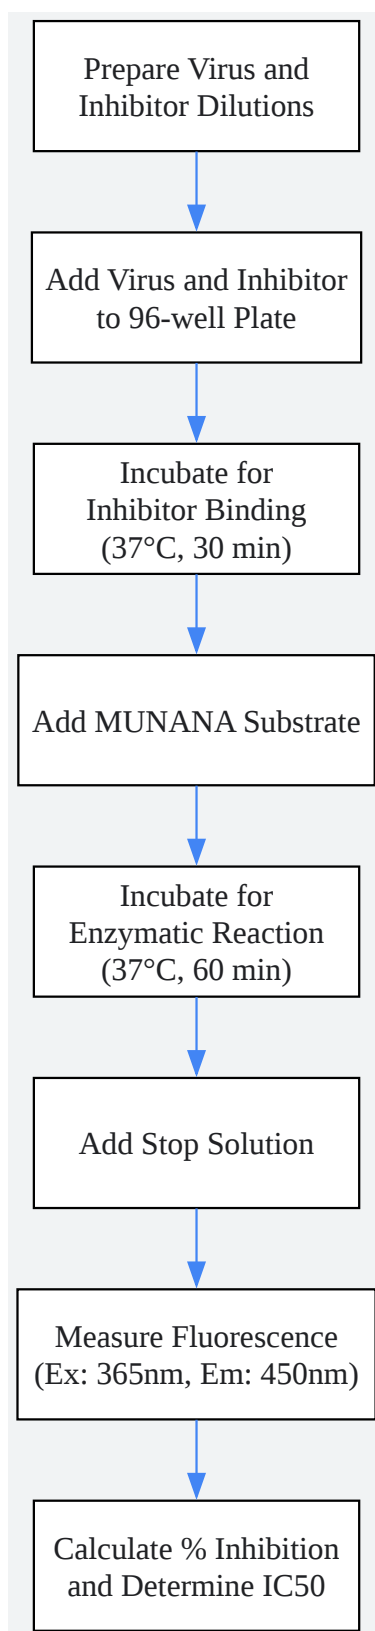 Prepare Virus and
Inhibitor Dilutions
Add Virus and Inhibitor
to 96-well Plate
Incubate for
Inhibitor Binding
(37°C, 30 min)
Add MUNANA Substrate
Incubate for
Enzymatic Reaction
(37°C, 60 min)
Add Stop Solution
Measure Fluorescence
(Ex: 365nm, Em: 450nm)
Calculate % Inhibition
and Determine IC50